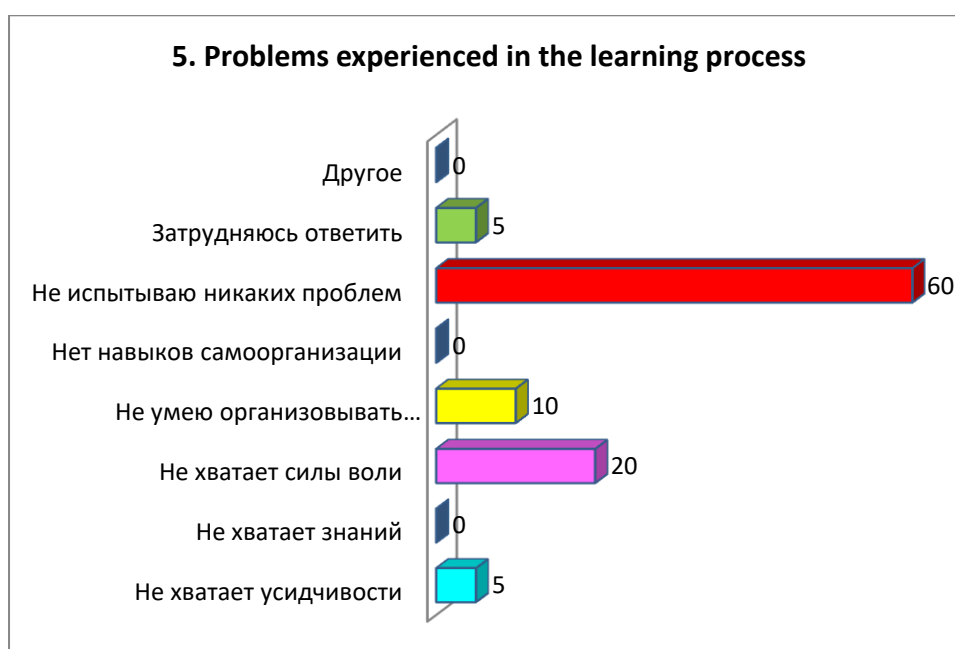 5. Problems experienced in the learning process
Другое 0
Затрудняюсь ответить 5
Не испытываю никаких проблем 60
Нет навыков самоорганизации 0
Не умею организовывать… 10
Не хватает силы воли 20
Не хватает знаний 0
Не хватает усидчивости 5